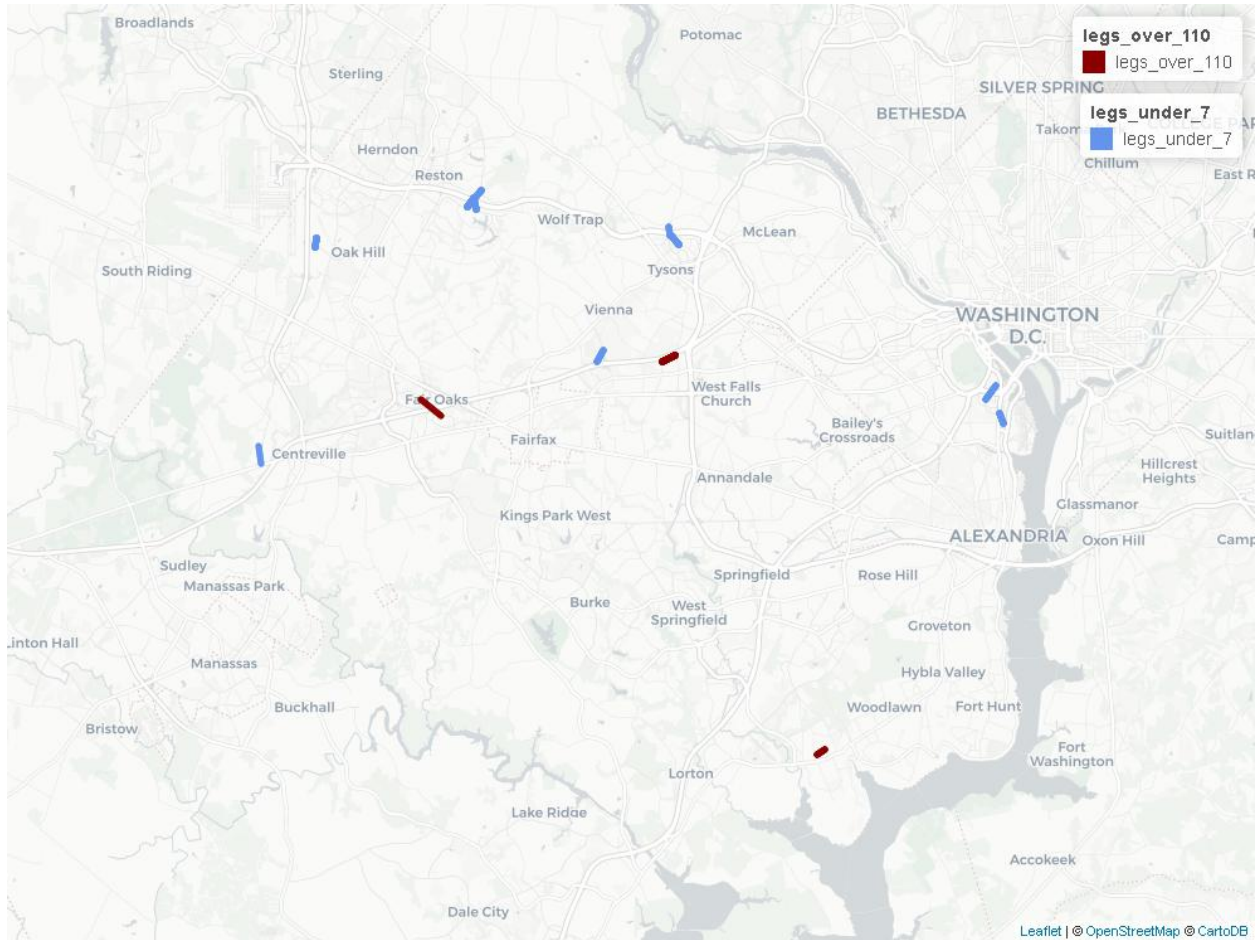 Broadlands
Potomac
legs_over_110
legs_over_110
Sterling
SILVER SPRING
legs_under_7
legs_under_7
BETHESDA
Chillum
Herndon
Reston
East R
Wolf Trap
McLean
Oak Hill
South Riding
Tysons
Vienna
WASHINGTON
D.C.
West Falls
Church
Fair Oaks
Bailey's
Crossroads
Fairfax
Suitlan
Centreville
Hillcrest
Heights
Annandale
Glassmanor
Kings Park West
ALEXANDRIA
Oxon Hill
Camp
Sudley
Springfield
Rose Hill
Manassas Park
Burke
West
Springfield
Groveton
Linton Hall
Manassas
Hybla Valley
Buckhall
Woodlawn
Fort Hunt
Bristow
Fort
Washington
Lorton
Lake Ridge
Accokeek
Dale City
Leaflet | © OpenStreetMap © CartoDB